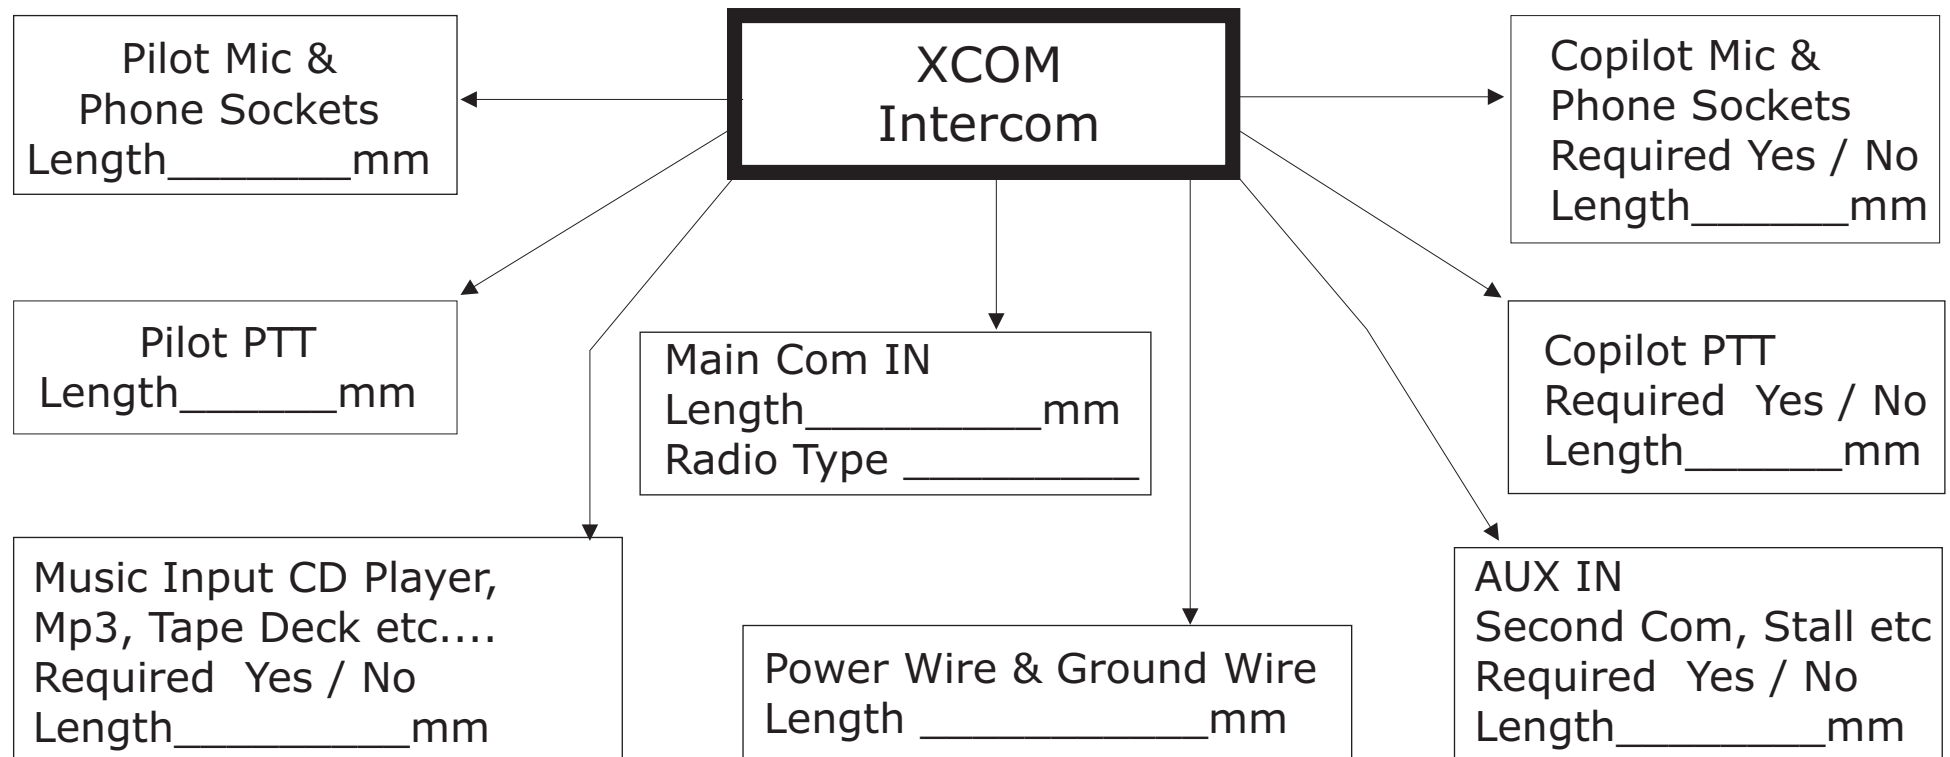 Pilot Mic &
Phone Sockets
Length_______mm
XCOM
Intercom
Copilot Mic &
Phone Sockets
Required Yes / No
Length______mm
Pilot PTT
Length______mm
Main Com IN
Length_________mm
Radio Type _________
Copilot PTT
Required  Yes / No
Length______mm
Music Input CD Player,
Mp3, Tape Deck etc....
Required  Yes / No
Length_________mm
Power Wire & Ground Wire
Length ___________mm
AUX IN
Second Com, Stall etc
Required  Yes / No
Length________mm